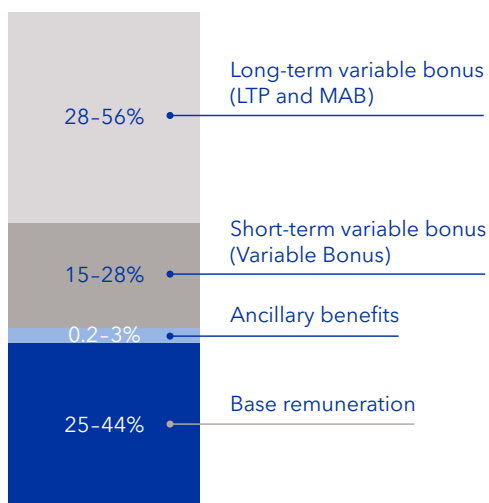 Long-term variable bonus
(LTP and MAB)
28–56%
Short-term variable bonus
(Variable Bonus)
15–28%
Ancillary benefits
0.2–3%
Base remuneration
25–44%